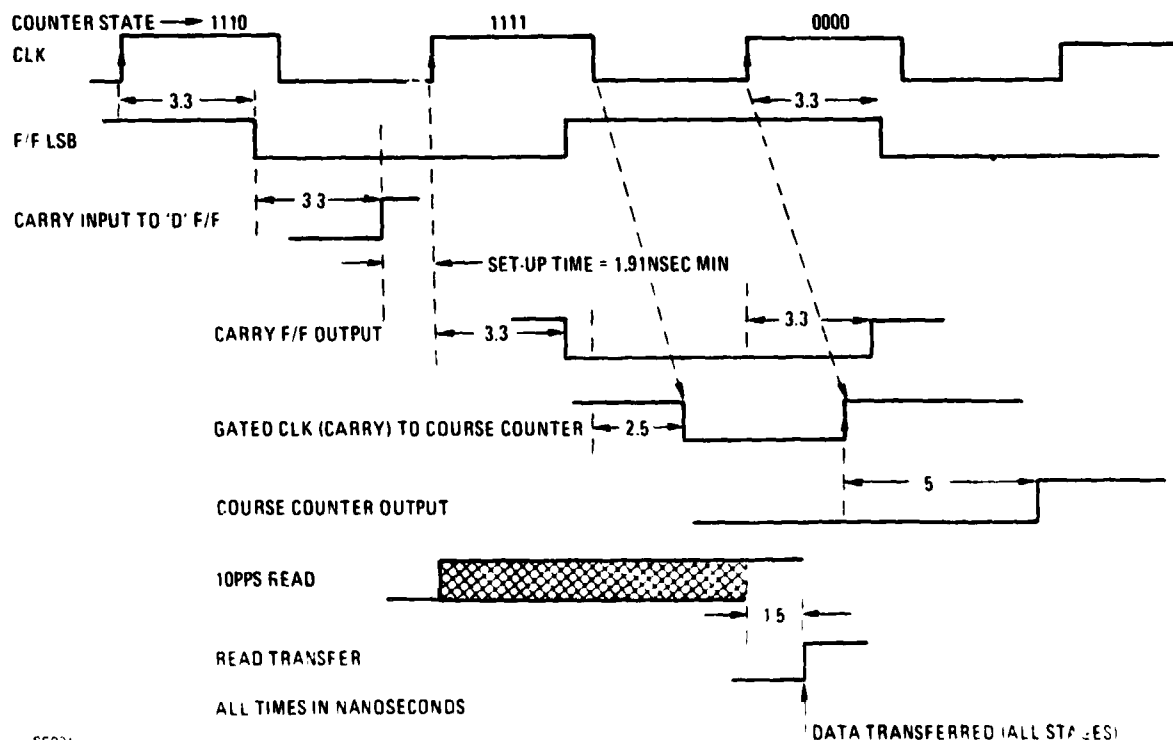 COUNTER STATE 1110 1111 0000
CLK
3.3 3.3
F/F LSB
3 3
CARRY INPUT TO 'D' F/F
SET-UP TIME = 1.91NSEC MIN
CARRY F/F OUTPUT 3.3 3.3
GATED CLK (CARRY) TO COURSE COUNTER 2.5
5
COURSE COUNTER OUTPUT
10PPS READ
1 5
READ TRANSFER
ALL TIMES IN NANOSECONDS
DATA TRANSFERRED (ALL STAGES)